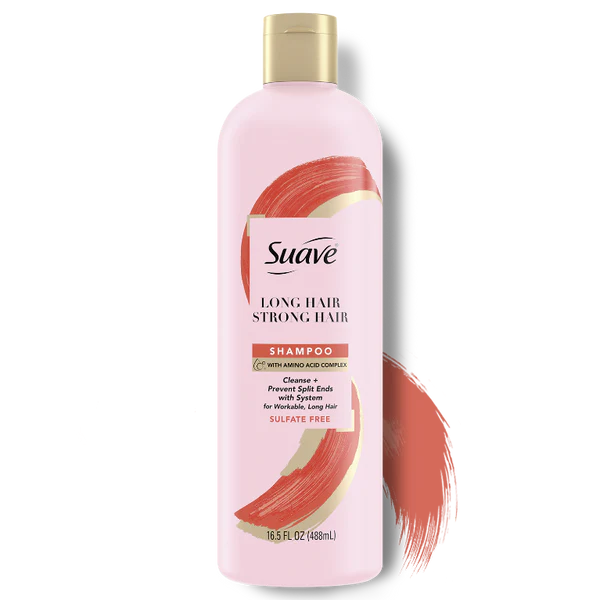 Suave®
LONG HAIR
STRONG HAIR
SHAMPOO
WITH AMINO ACID COMPLEX
Cleanse +
Prevent Split Ends
with System
for Workable, Long Hair
SULFATE FREE
16.5 FL OZ (488mL)